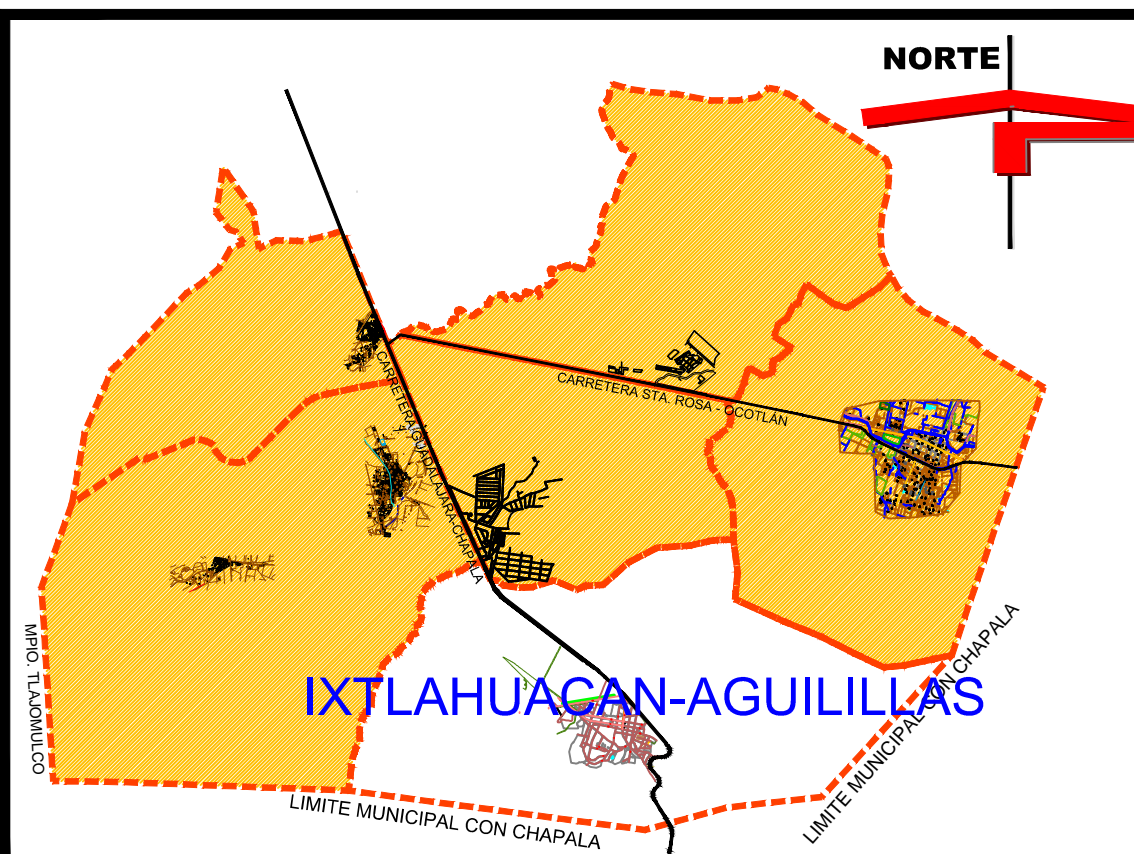 NORTE
CARRETERA GUADALAJARA-CHAPALA
CARRETERA STA. ROSA - OCOTLÁN
MPIO. TLAJOMULCO
IXTLAHUACAN-AGUILILLAS
LIMITE MUNICIPAL CON CHAPALA
LIMITE MUNICIPAL CON CHAPALA